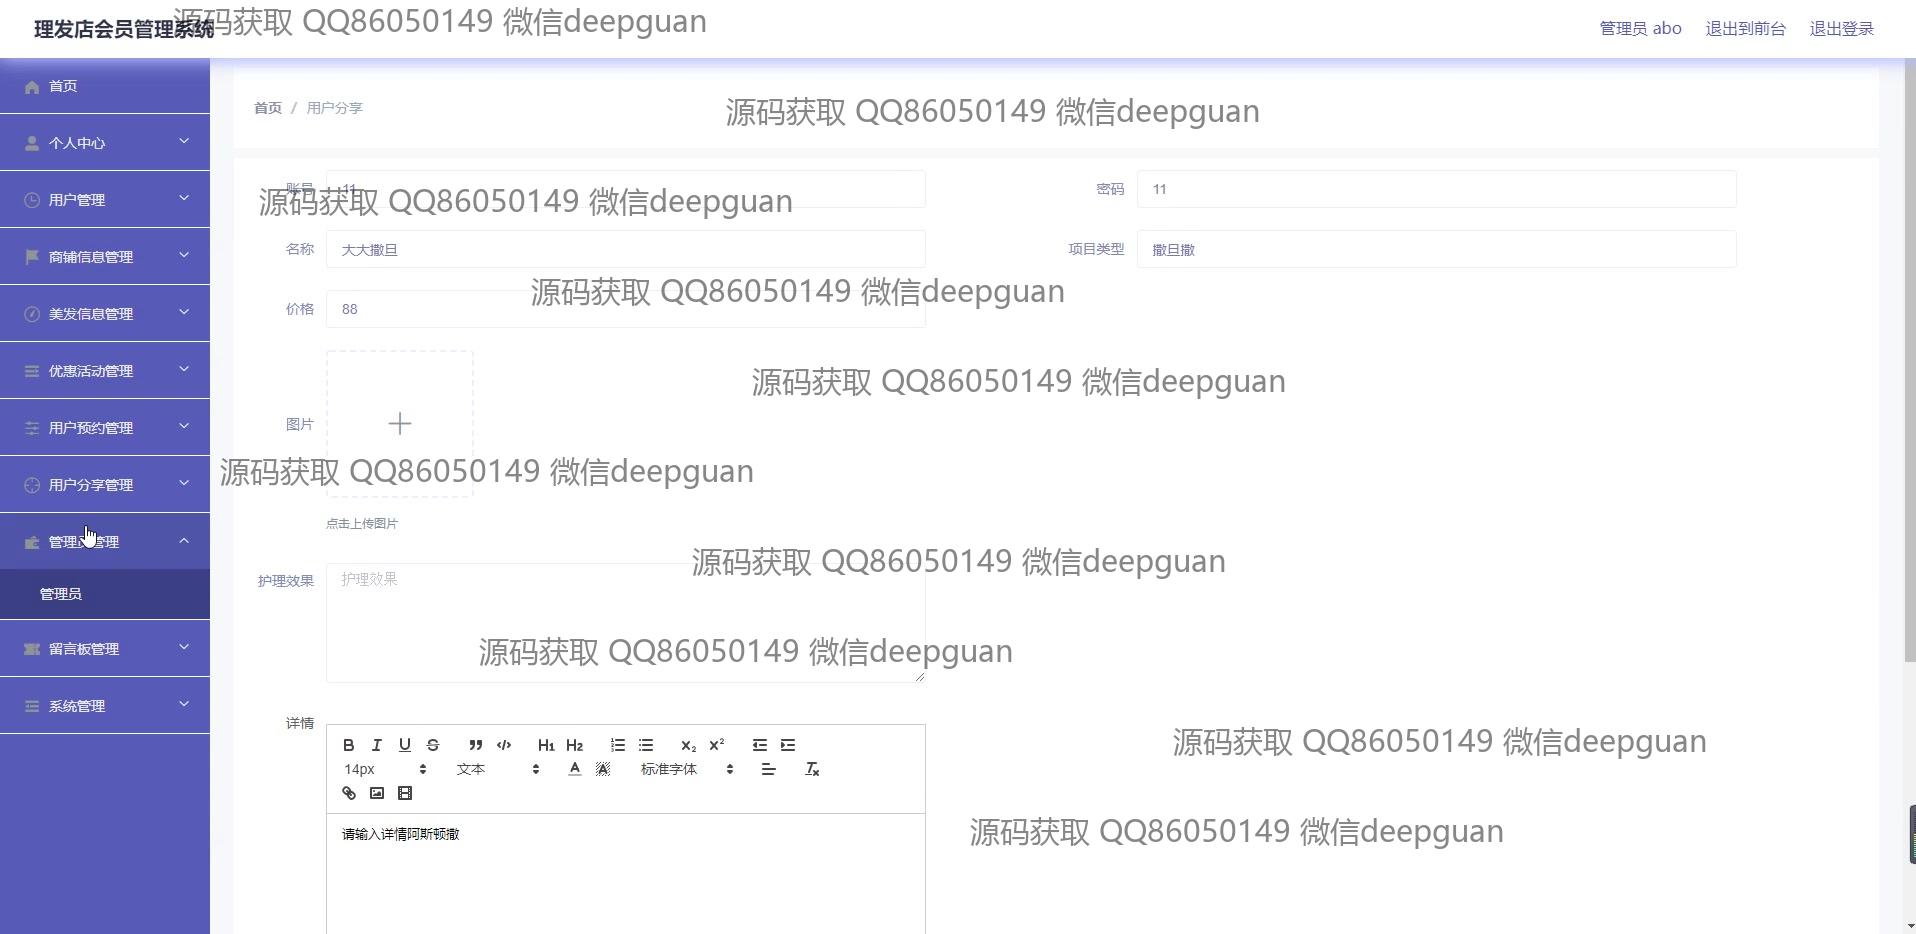 理发店会员管理系统
源码获取 QQ86050149 微信deepguan
管理员 abo
退出到前台
退出登录
首页
个人中心
用户管理
商铺信息管理
美发信息管理
优惠活动管理
用户预约管理
用户分享管理
管理员管理
管理员
留言板管理
系统管理
首页 / 用户分享
源码获取 QQ86050149 微信deepguan
账号 11
密码 11
源码获取 QQ86050149 微信deepguan
名称 大大撒旦
项目类型 撒旦撒
源码获取 QQ86050149 微信deepguan
价格 88
源码获取 QQ86050149 微信deepguan
图片
源码获取 QQ86050149 微信deepguan
点击上传图片
源码获取 QQ86050149 微信deepguan
护理效果 护理效果
源码获取 QQ86050149 微信deepguan
详情
B I U S H1 H2 X2 X2
14px 文本 A A 标准字体 Tx
源码获取 QQ86050149 微信deepguan
请输入详情阿斯顿撒
源码获取 QQ86050149 微信deepguan